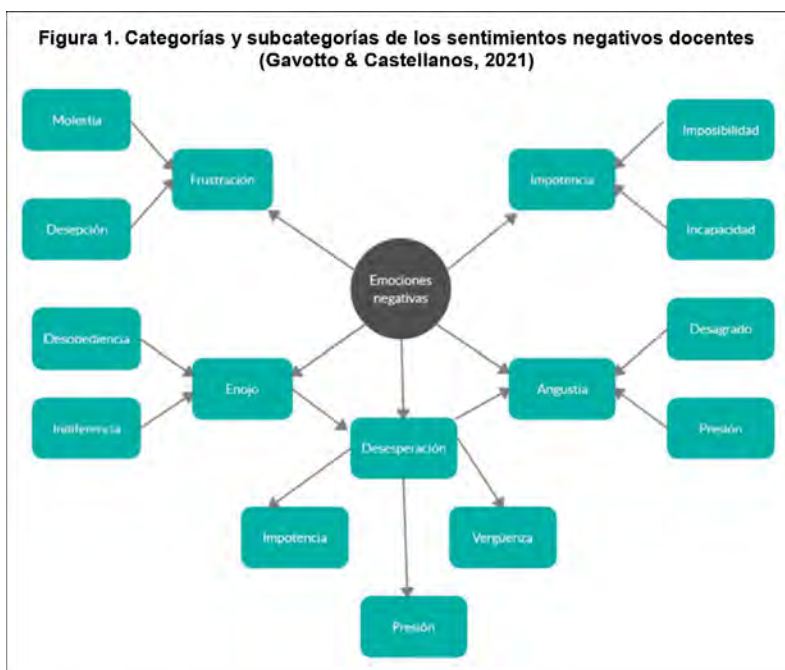 Figura 1. Categorías y subcategorías de los sentimientos negativos docentes
(Gavotto & Castellanos, 2021)
Molestia
Frustración
Desepción
Impotencia
Imposibilidad
Incapacidad
Emociones
negativas
Desobediencia
Enojo
Indiferencia
Desagrado
Angustia
Presión
Desesperación
Impotencia
Vergüenza
Presión